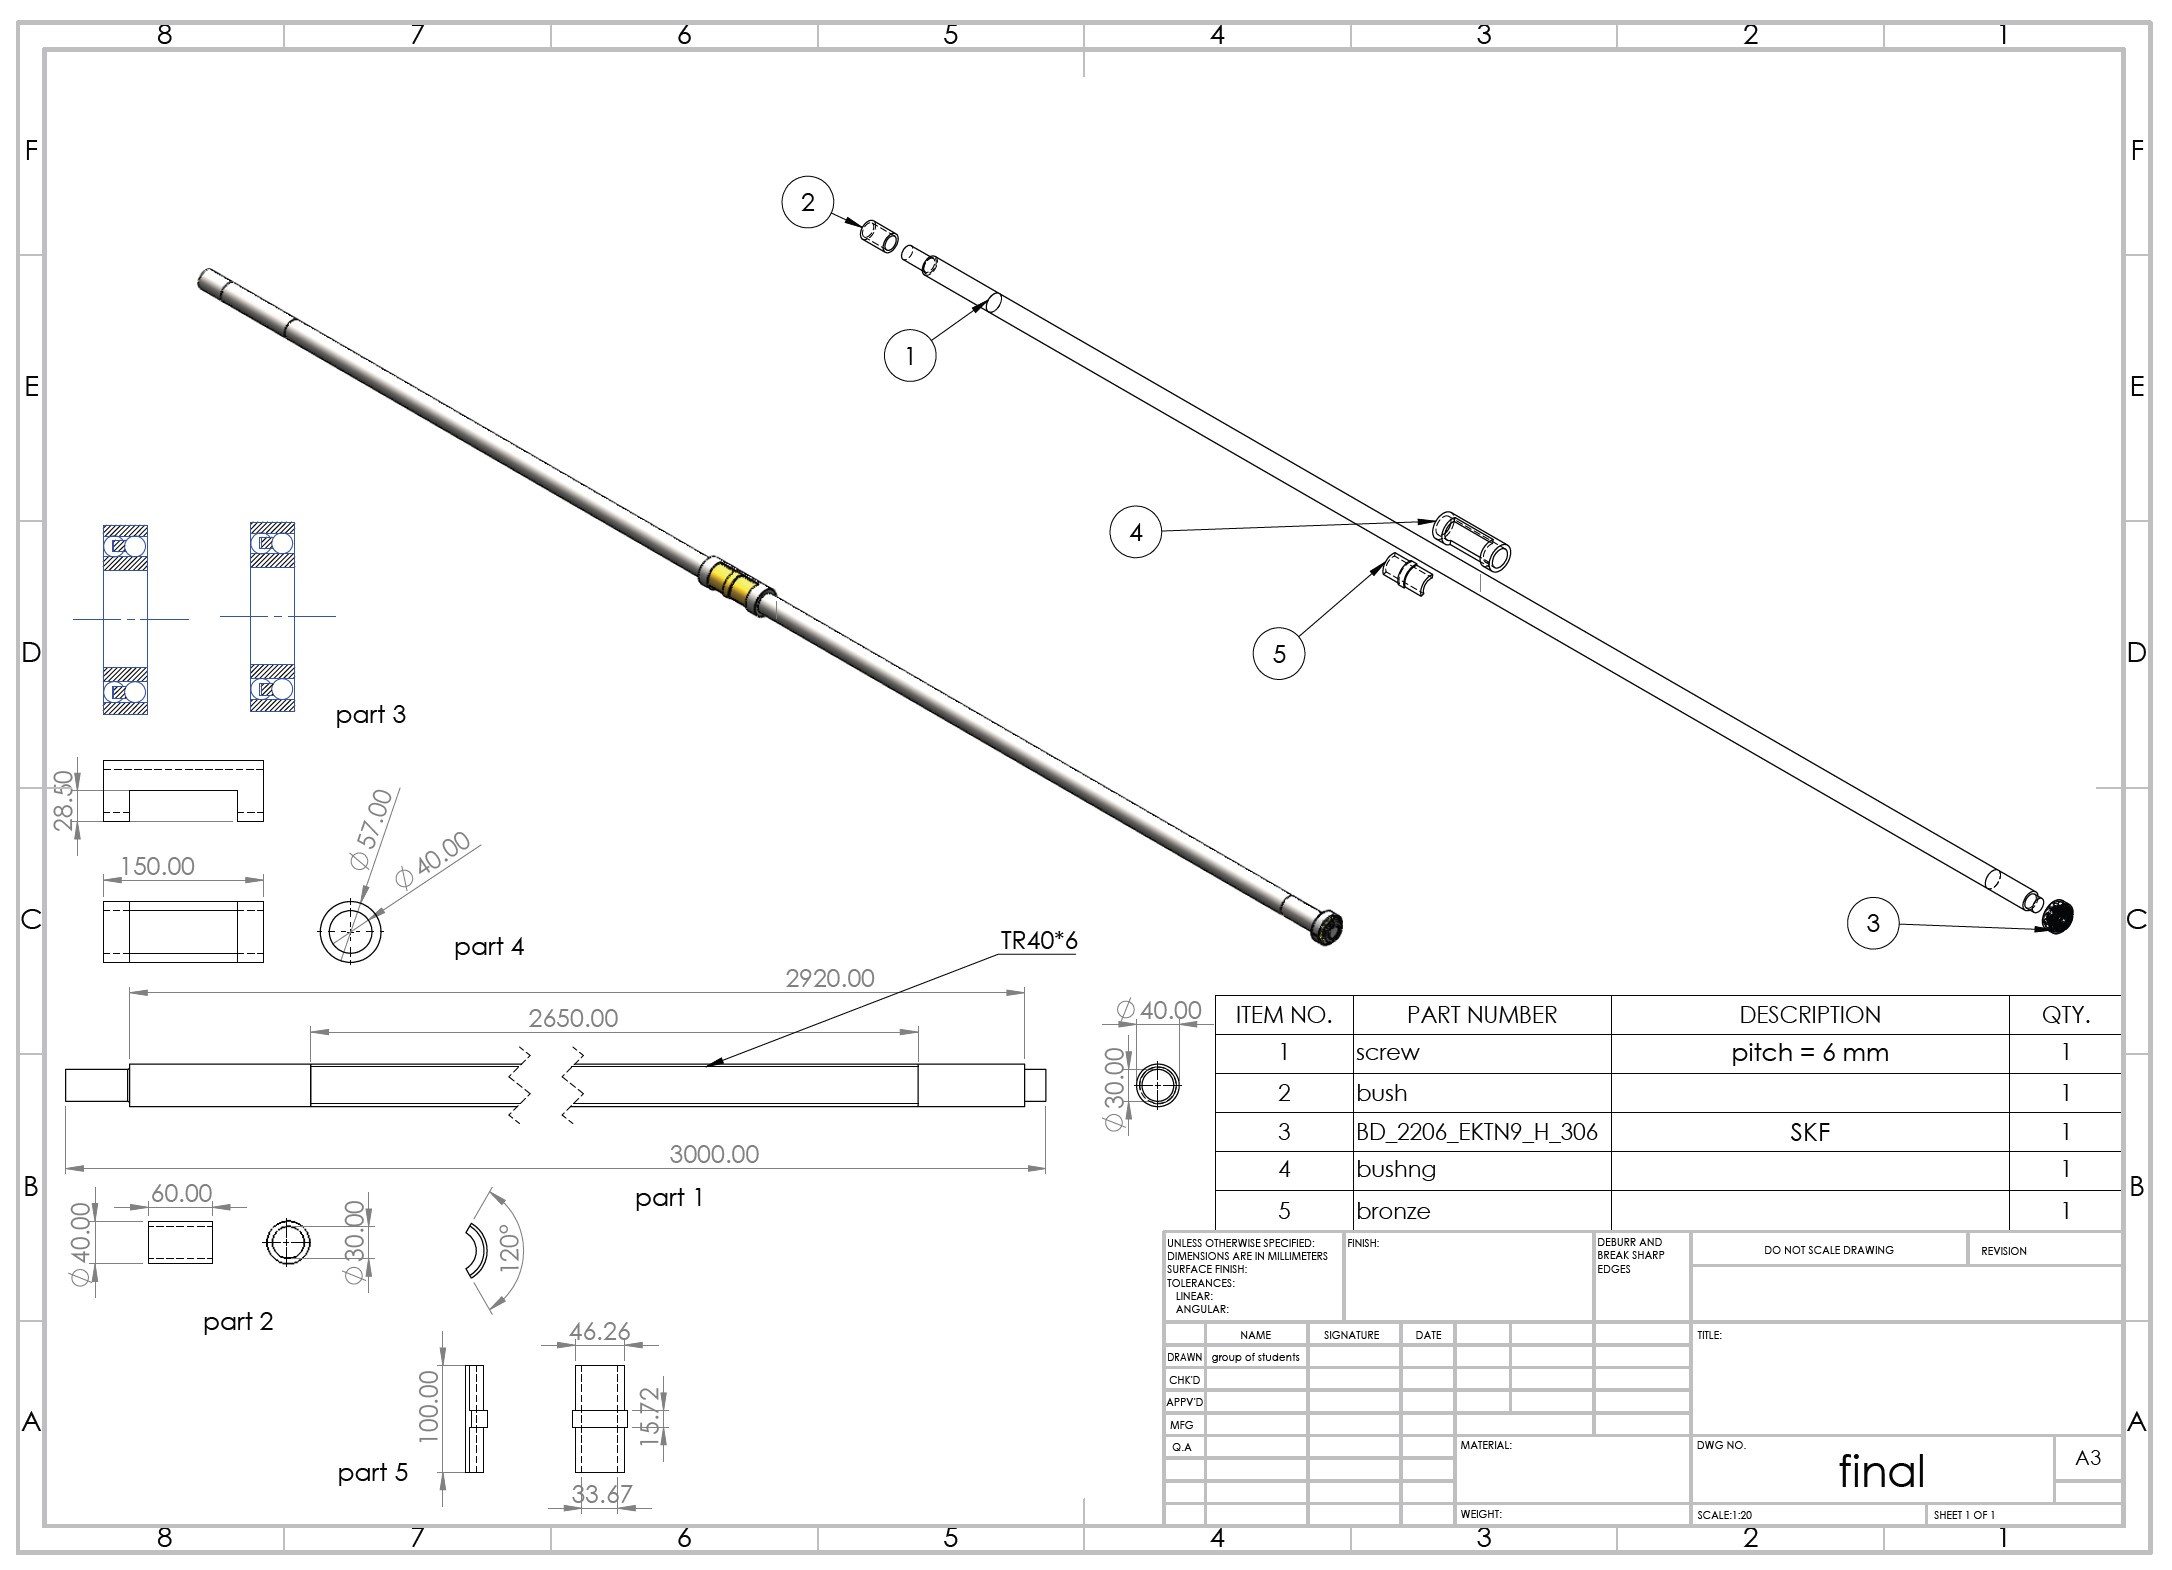 8 7 6 5 4 3 2 1
F F
E E
D D
C C
B B
A A
2
1
4
5
3
part 3
28.50
150.00
⌀57.00
⌀40.00
part 4
TR40*6
2920.00
2650.00
3000.00
⌀40.00
⌀30.00
part 1
60.00
⌀40.00
⌀30.00
part 2
120°
46.26
100.00
15.72
33.67
part 5
ITEM NO. PART NUMBER DESCRIPTION QTY.
1 screw pitch = 6 mm 1
2 bush 1
3 BD_2206_EKTN9_H_306 SKF 1
4 bushng 1
5 bronze 1
UNLESS OTHERWISE SPECIFIED:
DIMENSIONS ARE IN MILLIMETERS
SURFACE FINISH:
TOLERANCES:
LINEAR:
ANGULAR:
FINISH:
DEBURR AND
BREAK SHARP
EDGES
DO NOT SCALE DRAWING
REVISION
NAME SIGNATURE DATE
DRAWN group of students
CHK'D
APPV'D
MFG
Q.A
TITLE:
MATERIAL:
DWG NO.
final
A3
WEIGHT:
SCALE:1:20
SHEET 1 OF 1
8 7 6 5 4 3 2 1